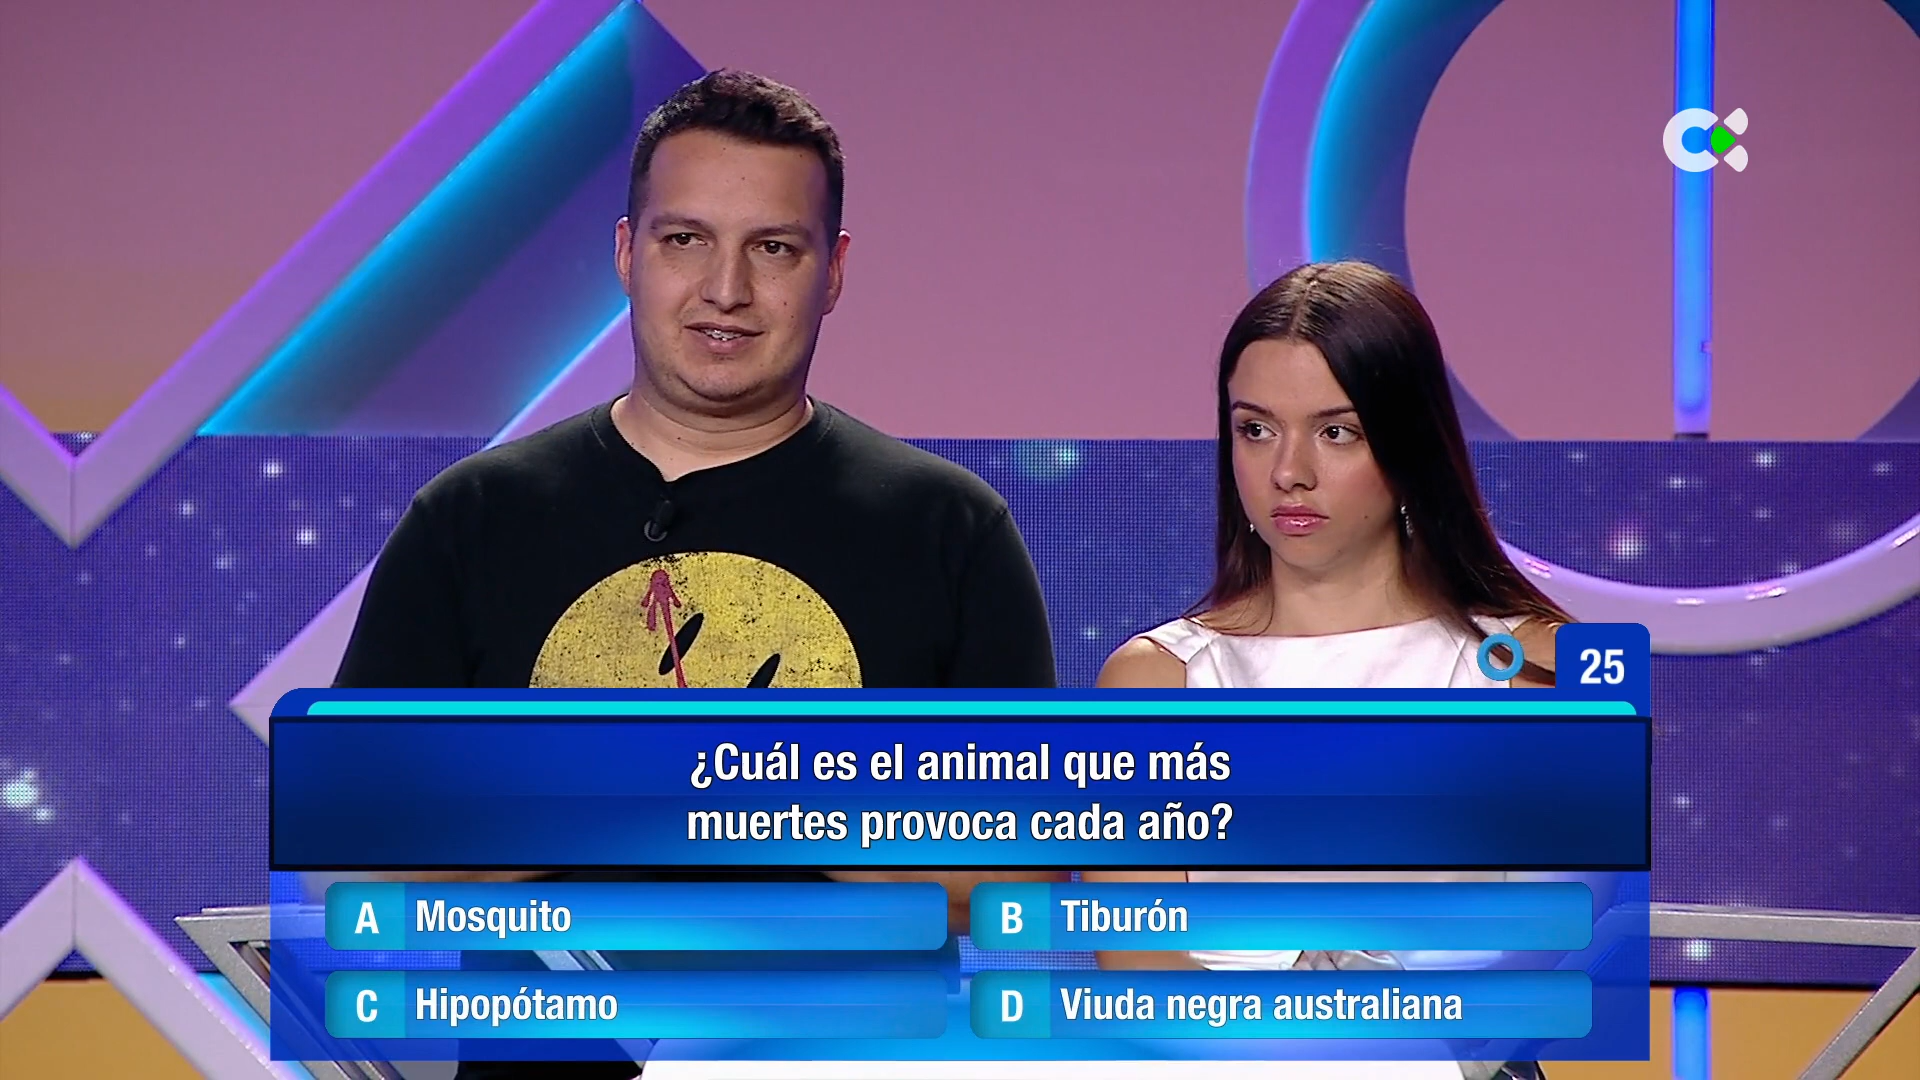 25
¿Cuál es el animal que más
muertes provoca cada año?
A Mosquito
B Tiburón
C Hipopótamo
D Viuda negra australiana